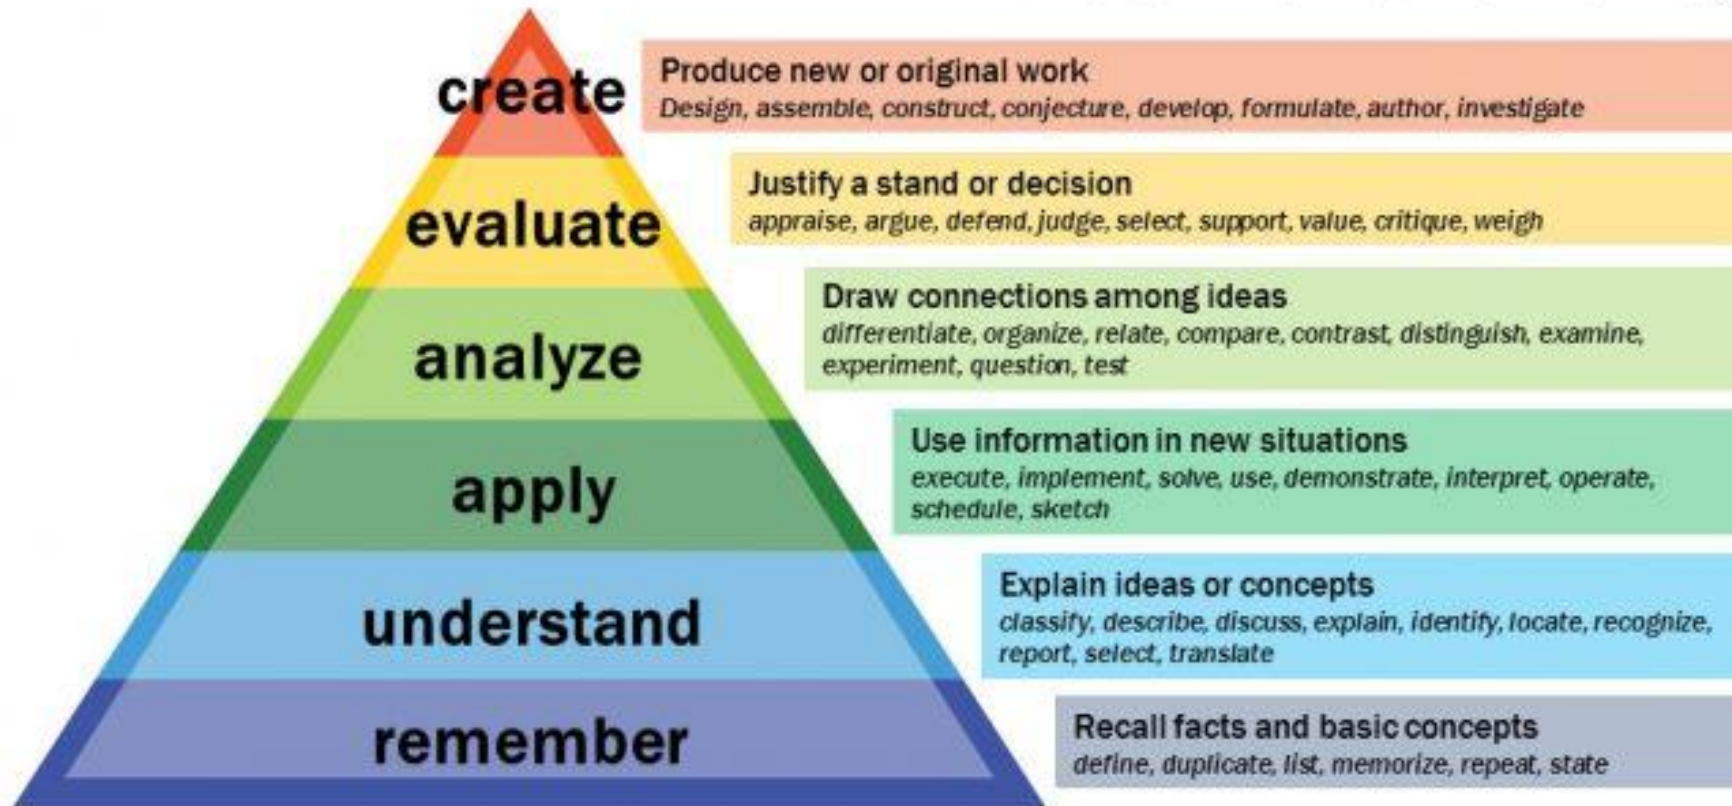 create
Produce new or original work
Design, assemble, construct, conjecture, develop, formulate, author, investigate
evaluate
Justify a stand or decision
appraise, argue, defend, judge, select, support, value, critique, weigh
analyze
Draw connections among ideas
differentiate, organize, relate, compare, contrast, distinguish, examine,
experiment, question, test
apply
Use information in new situations
execute, implement, solve, use, demonstrate, interpret, operate,
schedule, sketch
understand
Explain ideas or concepts
classify, describe, discuss, explain, identify, locate, recognize,
report, select, translate
remember
Recall facts and basic concepts
define, duplicate, list, memorize, repeat, state